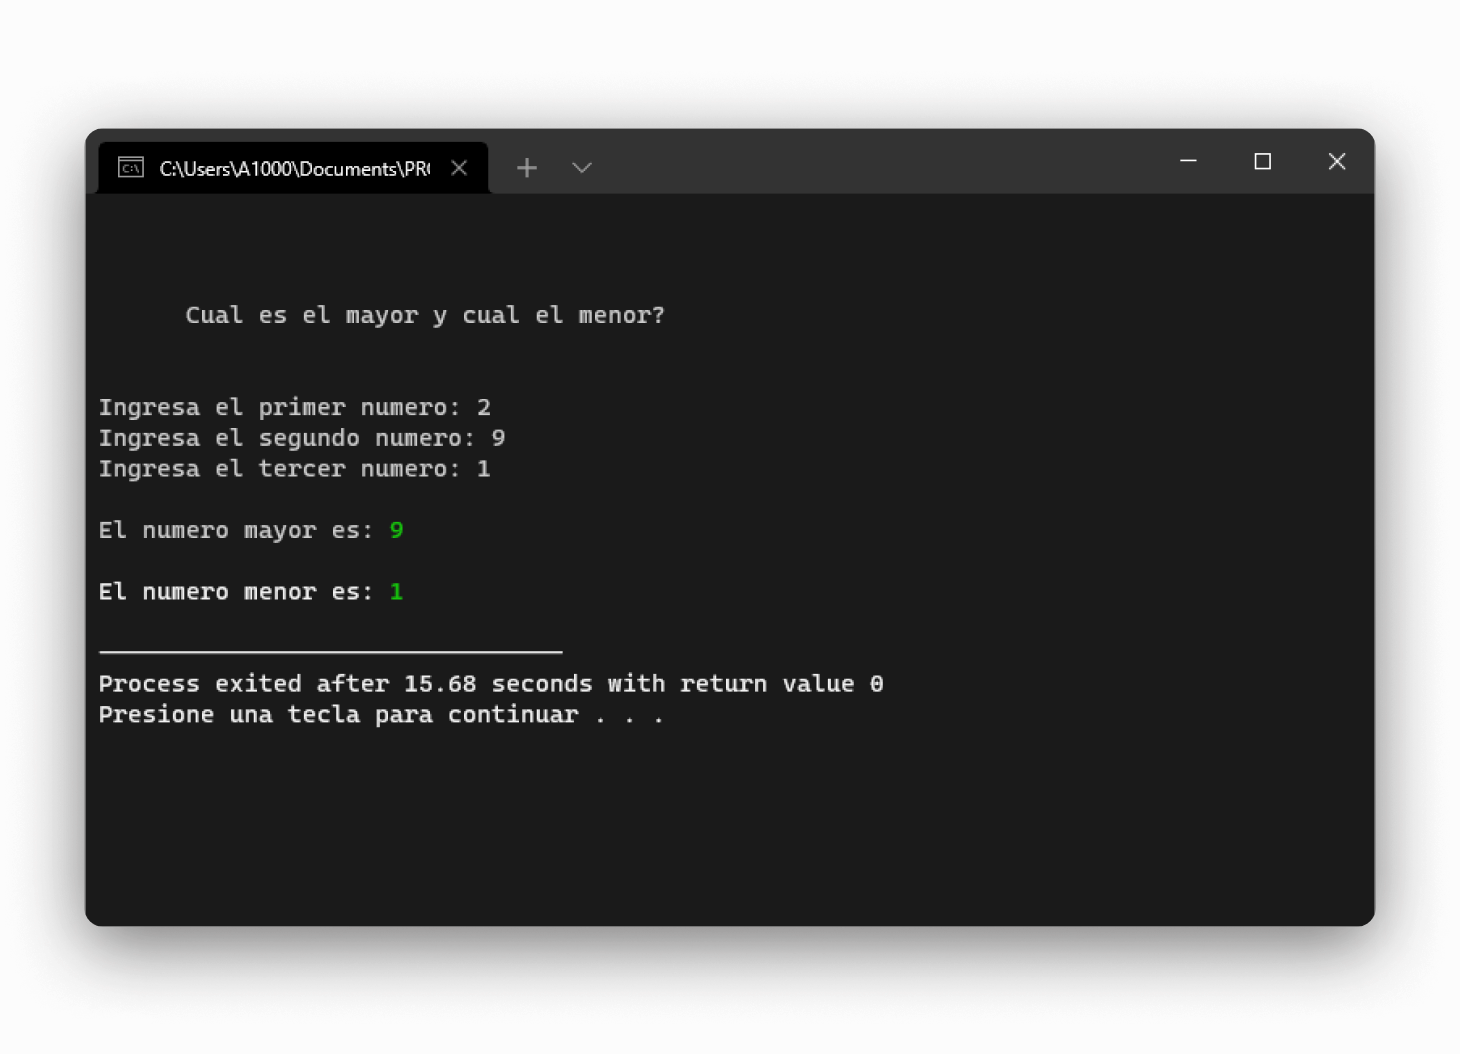 C:\Users\A1000\Documents\PR
Cual es el mayor y cual el menor?
Ingresa el primer numero: 2
Ingresa el segundo numero: 9
Ingresa el tercer numero: 1
El numero mayor es: 9
El numero menor es: 1
Process exited after 15.68 seconds with return value 0
Presione una tecla para continuar . . .